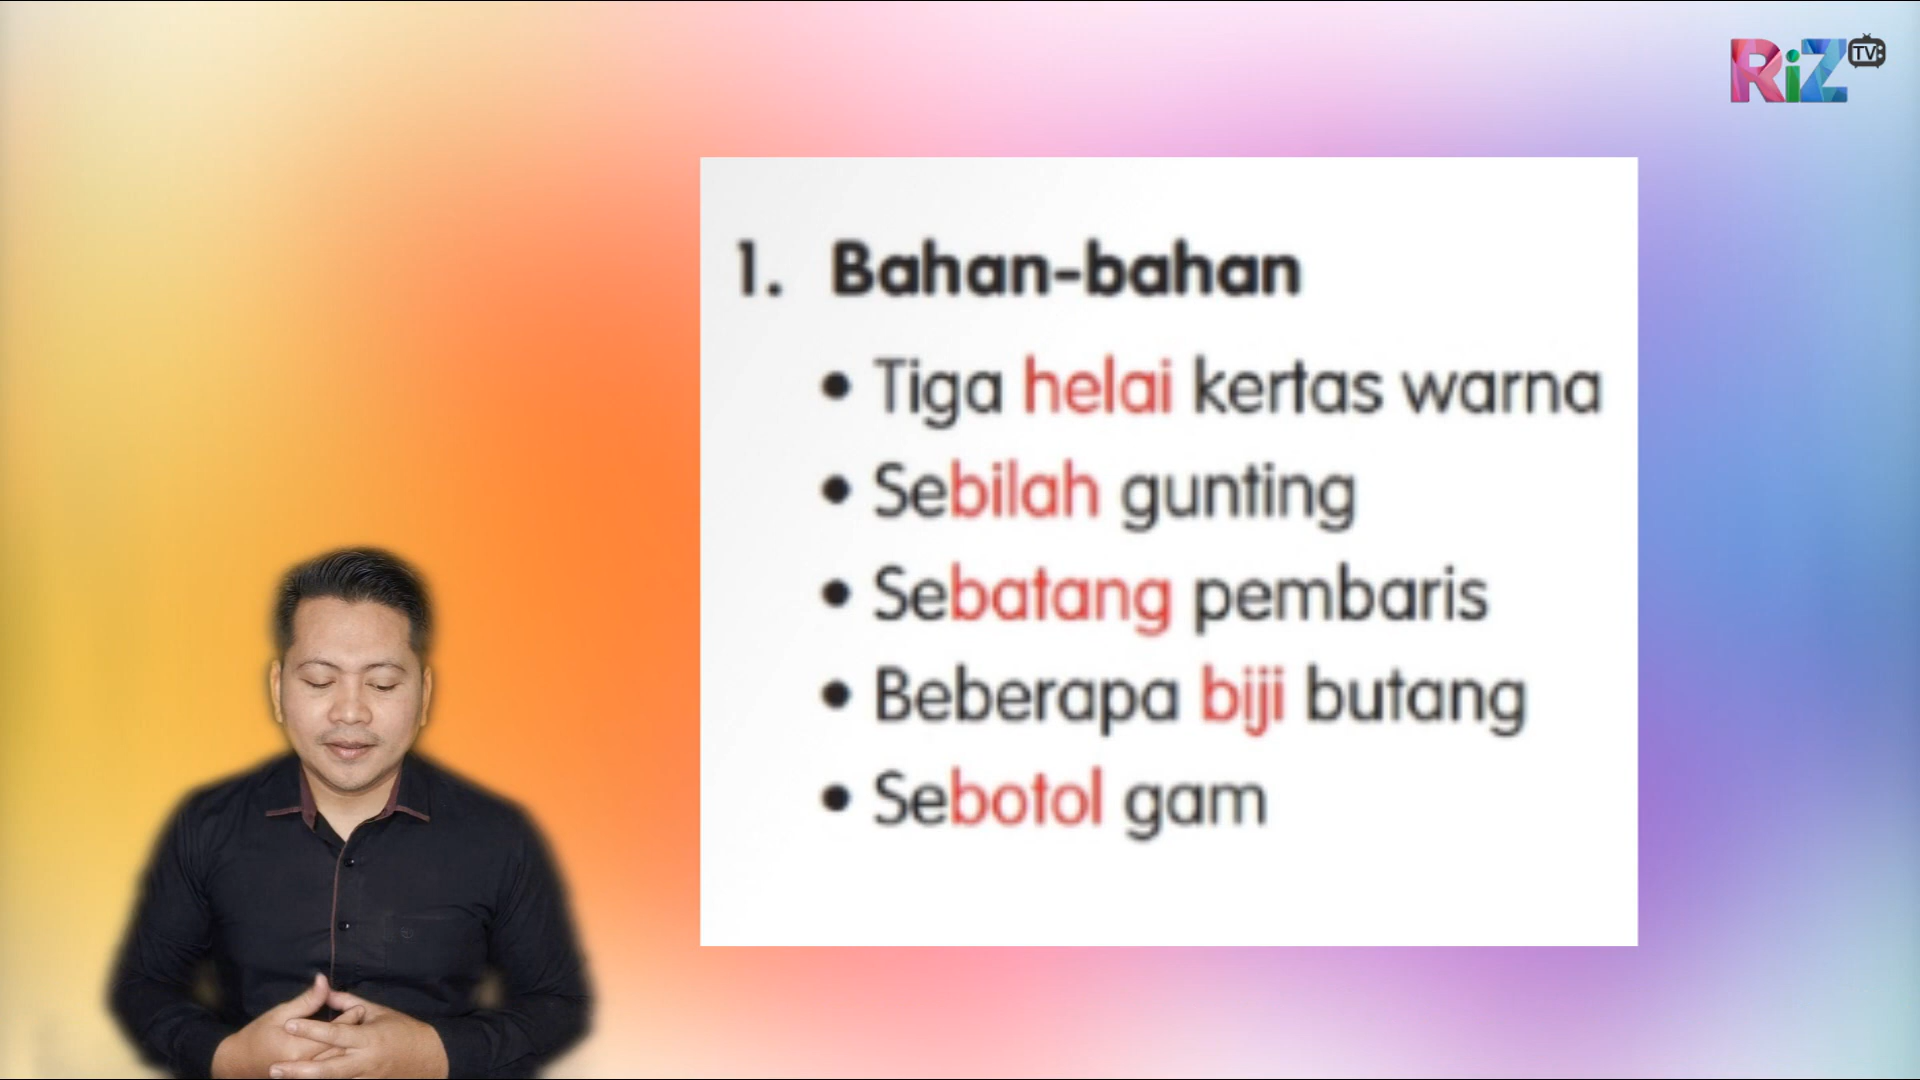 RiZ TV
1. Bahan-bahan
• Tiga helai kertas warna
• Sebilah gunting
• Sebatang pembaris
• Beberapa biji butang
• Sebotol gam